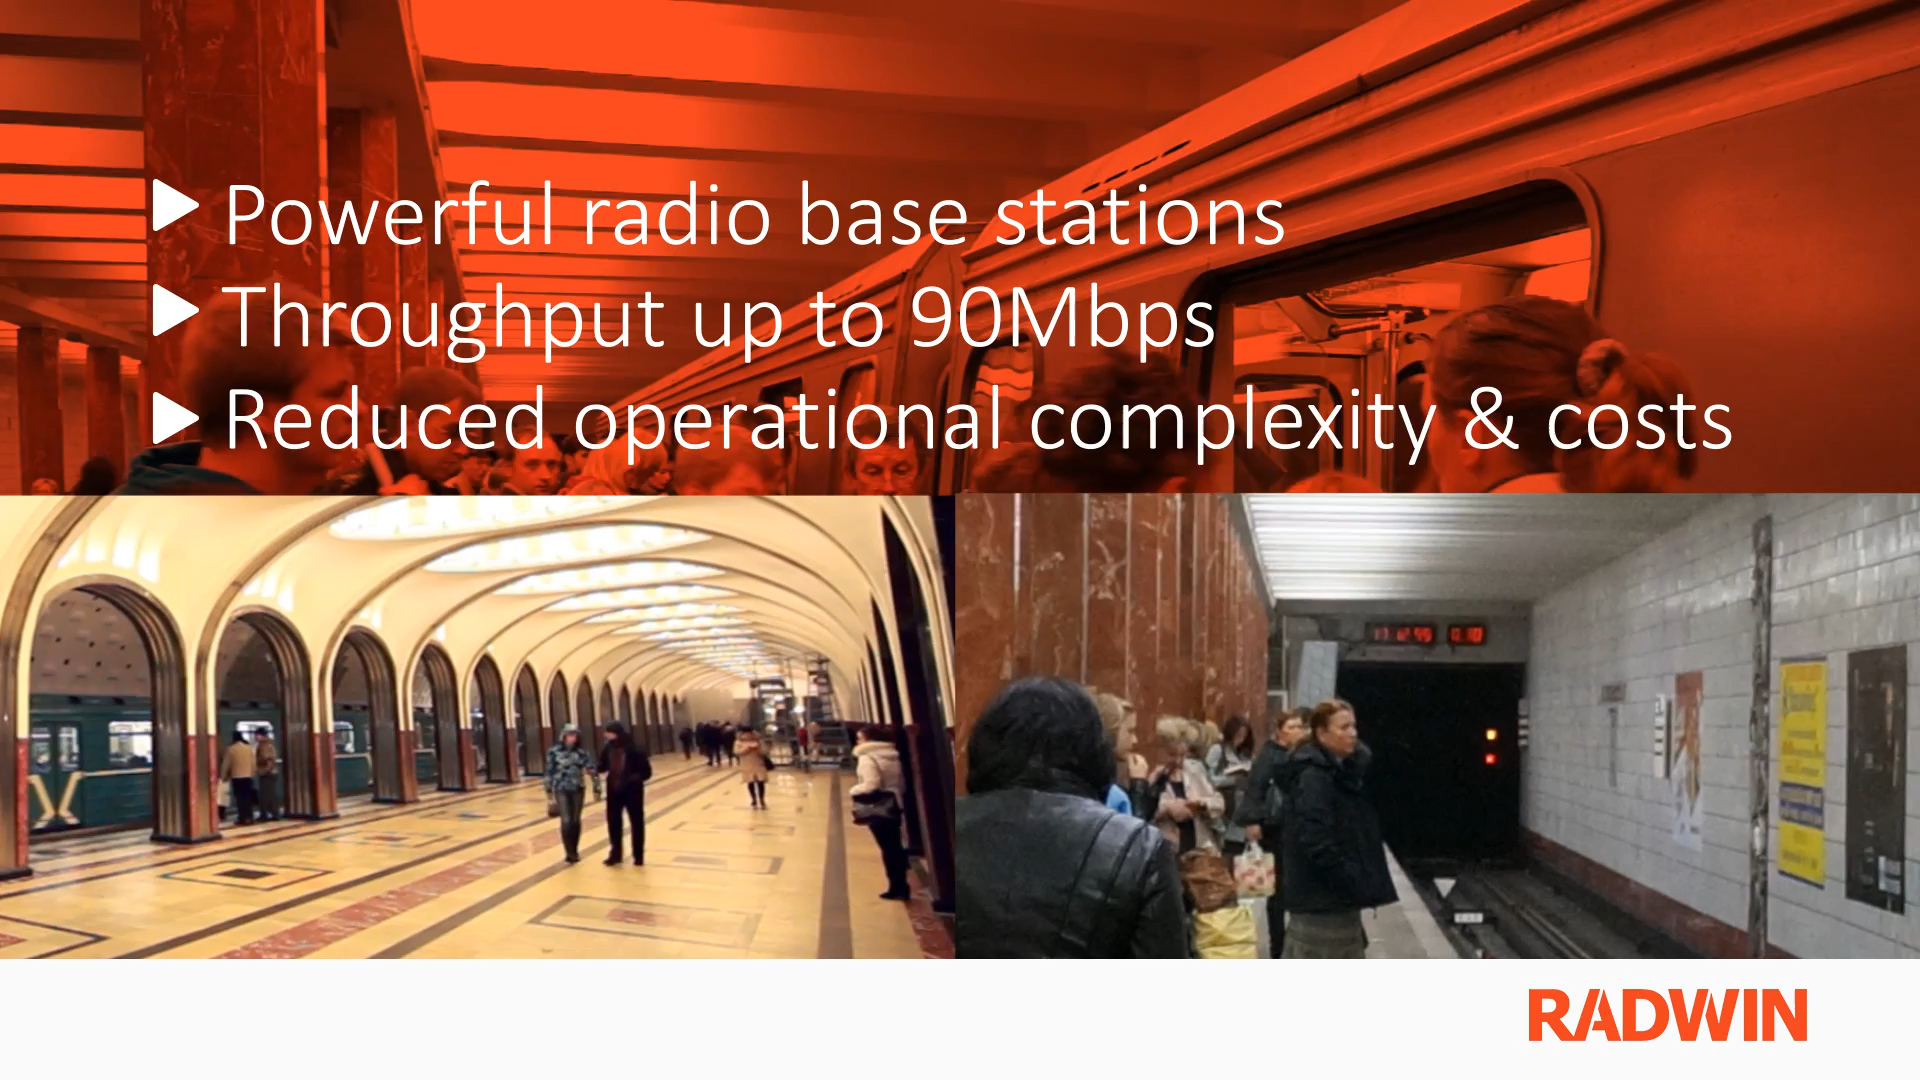 Powerful radio base stations
Throughput up to 90Mbps
Reduced operational complexity & costs
RADWIN